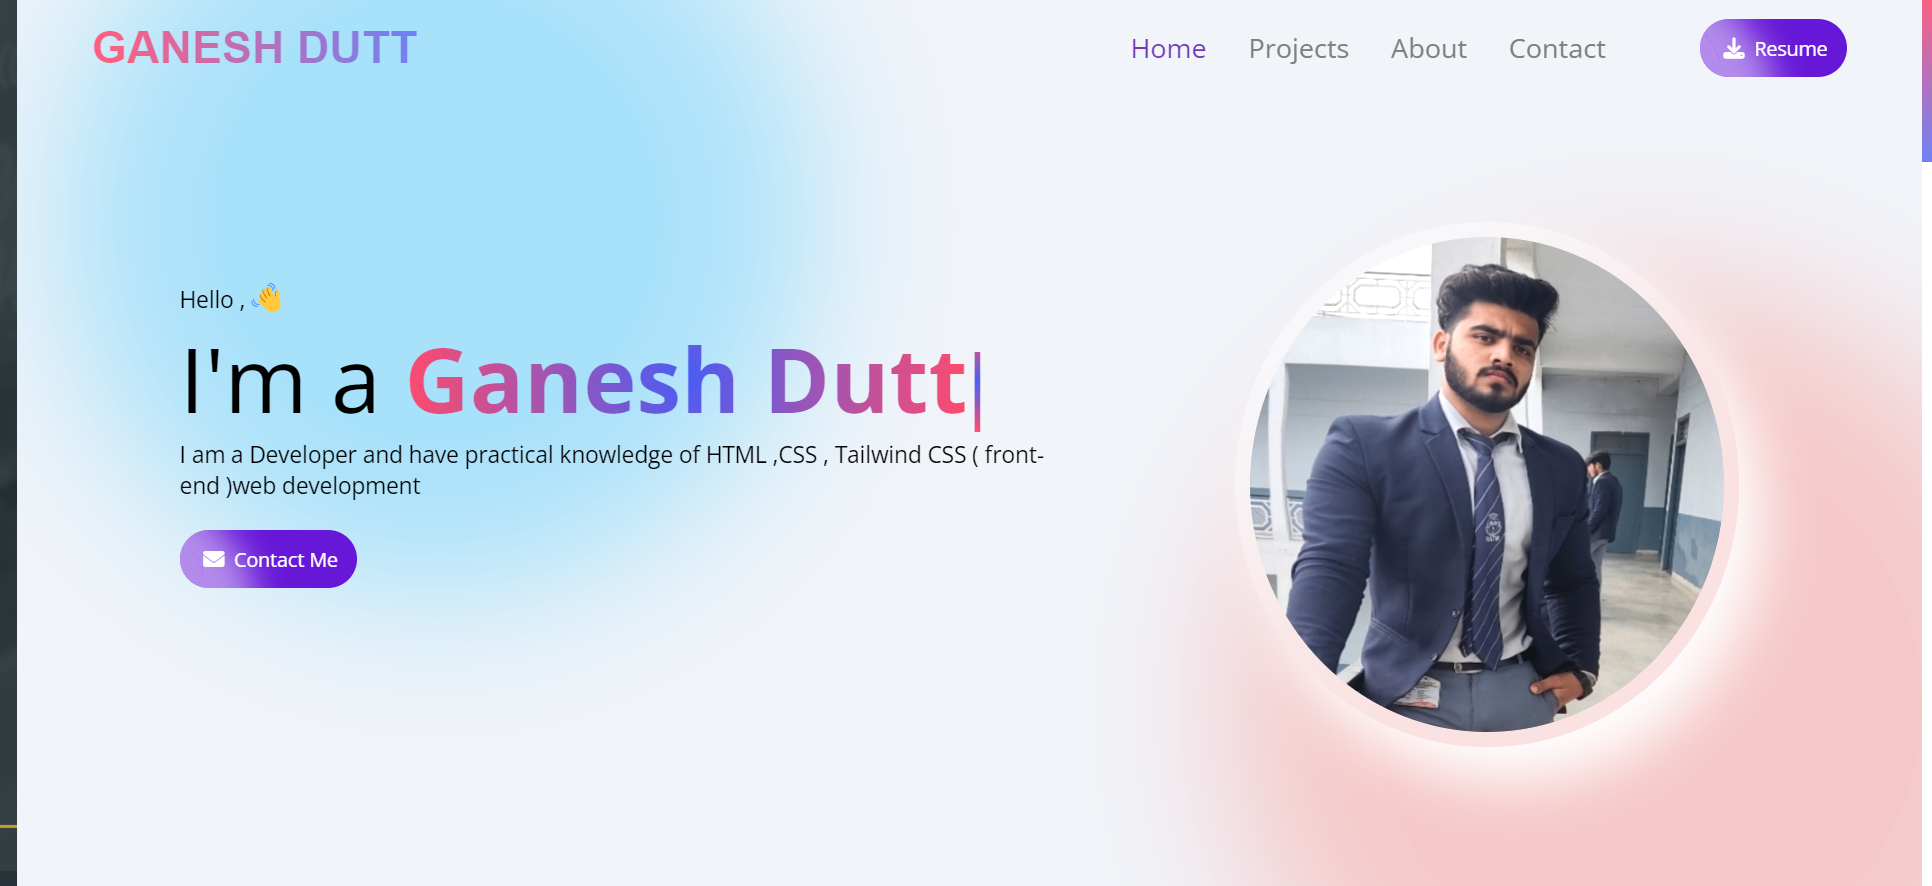 GANESH DUTT
Home Projects About Contact Resume
Hello , 👋
I'm a Ganesh Dutt|
I am a Developer and have practical knowledge of HTML ,CSS , Tailwind CSS ( front-
end )web development
Contact Me